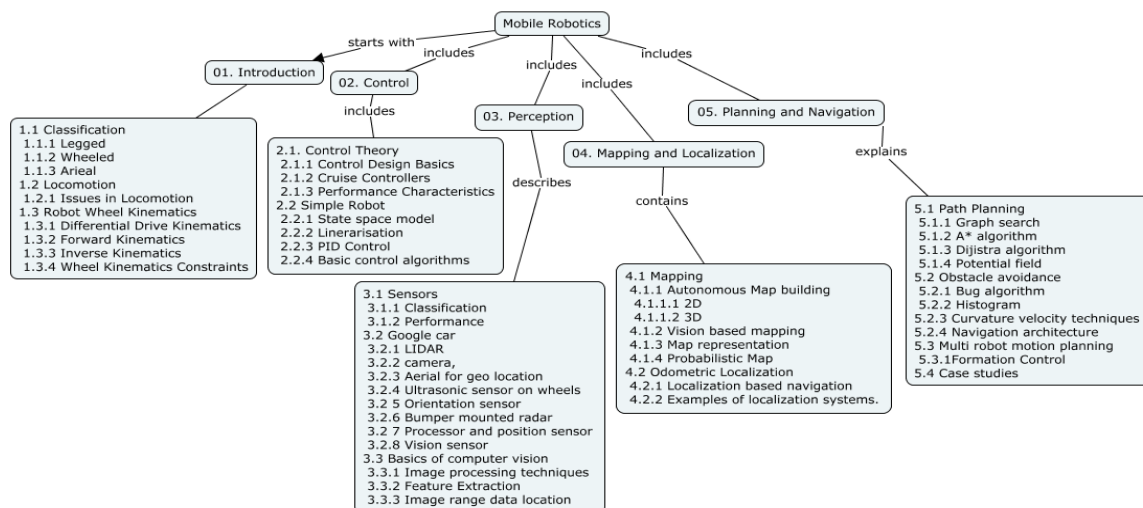 Mobile Robotics
starts with
includes
includes
includes
includes
01. Introduction
02. Control
03. Perception
04. Mapping and Localization
05. Planning and Navigation
1.1 Classification
1.1.1 Legged
1.1.2 Wheeled
1.1.3 Arieal
1.2 Locomotion
1.2.1 Issues in Locomotion
1.3 Robot Wheel Kinematics
1.3.1 Differential Drive Kinematics
1.3.2 Forward Kinematics
1.3.3 Inverse Kinematics
1.3.4 Wheel Kinematics Constraints
includes
2.1. Control Theory
2.1.1 Control Design Basics
2.1.2 Cruise Controllers
2.1.3 Performance Characteristics
2.2 Simple Robot
2.2.1 State space model
2.2.2 Linerarisation
2.2.3 PID Control
2.2.4 Basic control algorithms
describes
3.1 Sensors
3.1.1 Classification
3.1.2 Performance
3.2 Google car
3.2.1 LIDAR
3.2.2 camera,
3.2.3 Aerial for geo location
3.2.4 Ultrasonic sensor on wheels
3.2 5 Orientation sensor
3.2.6 Bumper mounted radar
3.2 7 Processor and position sensor
3.2.8 Vision sensor
3.3 Basics of computer vision
3.3.1 Image processing techniques
3.3.2 Feature Extraction
3.3.3 Image range data location
contains
4.1 Mapping
4.1.1 Autonomous Map building
4.1.1.1 2D
4.1.1.2 3D
4.1.2 Vision based mapping
4.1.3 Map representation
4.1.4 Probabilistic Map
4.2 Odometric Localization
4.2.1 Localization based navigation
4.2.2 Examples of localization systems.
explains
5.1 Path Planning
5.1.1 Graph search
5.1.2 A* algorithm
5.1.3 Dijistra algorithm
5.1.4 Potential field
5.2 Obstacle avoidance
5.2.1 Bug algorithm
5.2.2 Histogram
5.2.3 Curvature velocity techniques
5.2.4 Navigation architecture
5.3 Multi robot motion planning
5.3.1Formation Control
5.4 Case studies